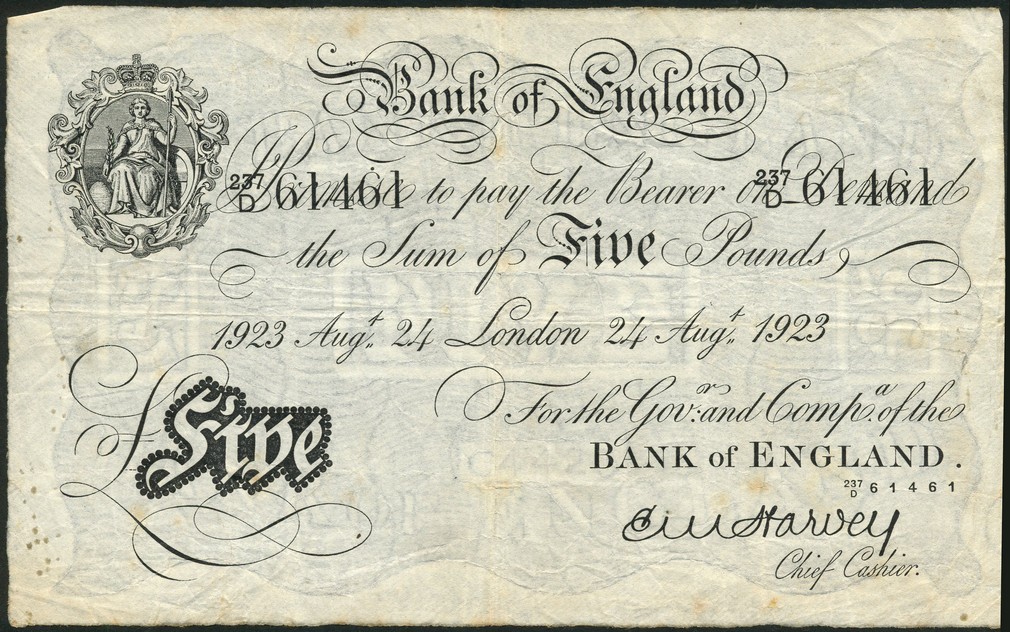 Bank of England
I Promise to pay the Bearer on Demand
237/D 61461 237/D 61461
the Sum of Five Pounds
1923 Augt. 24 London 24 Augt. 1923
For the Govr. and Compa. of the
BANK of ENGLAND.
237/D 61461
£Five
C M Harvey
Chief Cashier.